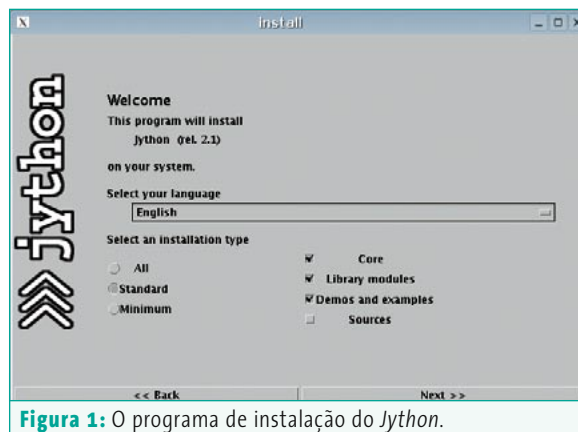 install
jython
Welcome
This program will install
Jython (rel. 2.1)
on your system.
Select your language
English
Select an installation type
All
Standard
Minimum
Core
Library modules
Demos and examples
Sources
<< Back
Next >>
Figura 1: O programa de instalação do Jython.